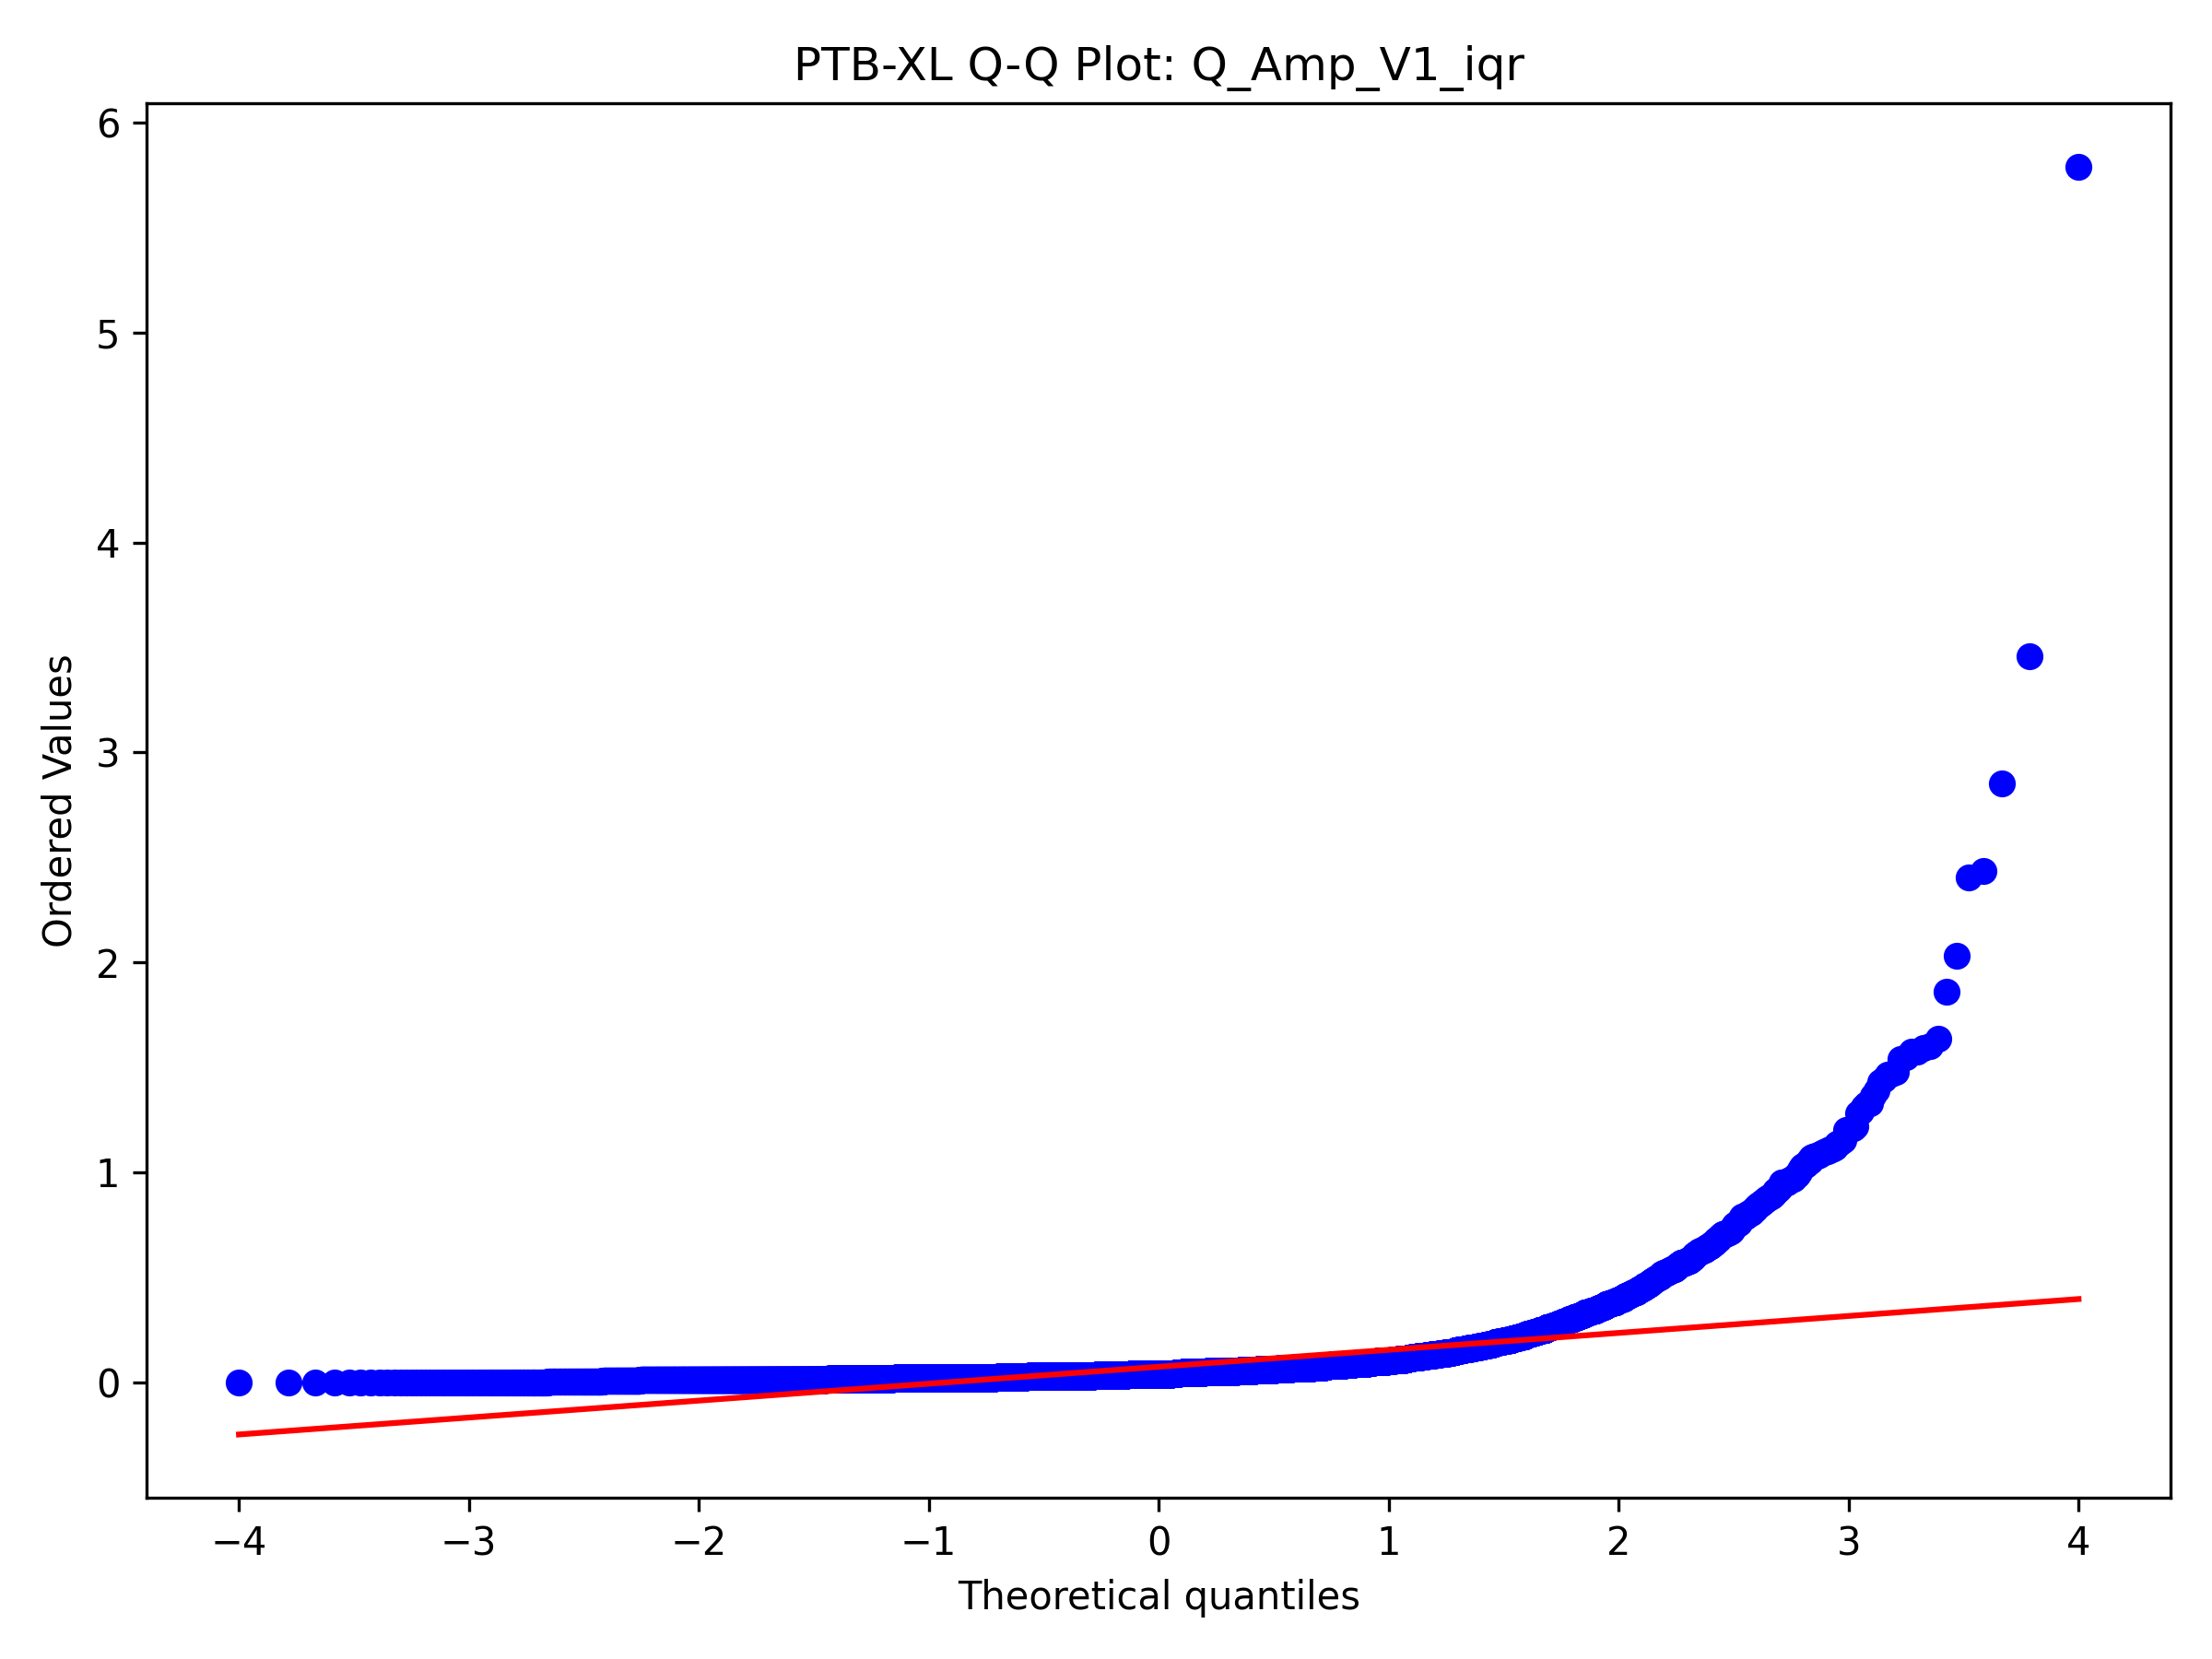 PTB-XL Q-Q Plot: Q_Amp_V1_iqr
6
5
4
3
2
1
0
Ordered Values
−4 −3 −2 −1 0 1 2 3 4
Theoretical quantiles